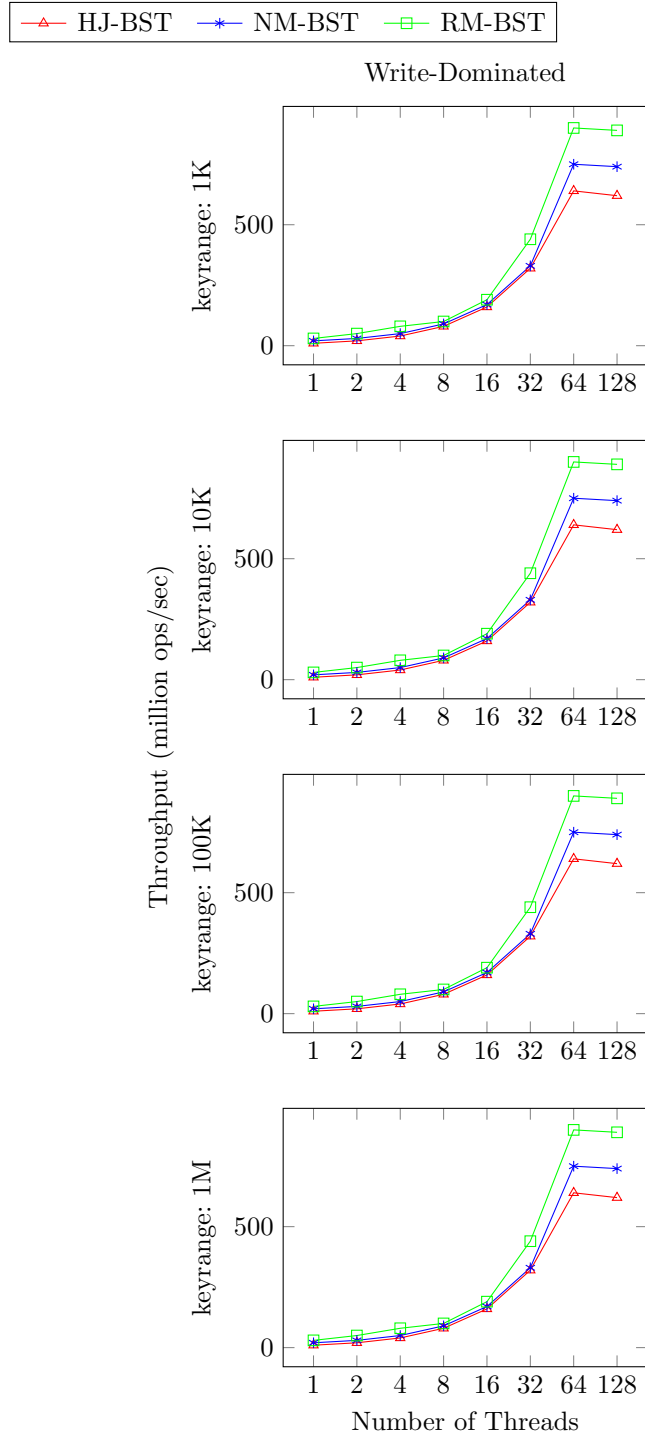 HJ-BST NM-BST RM-BST
Write-Dominated
Throughput (million ops/sec)
keyrange: 1K
500
0
1 2 4 8 16 32 64 128
keyrange: 10K
500
0
1 2 4 8 16 32 64 128
keyrange: 100K
500
0
1 2 4 8 16 32 64 128
keyrange: 1M
500
0
1 2 4 8 16 32 64 128
Number of Threads